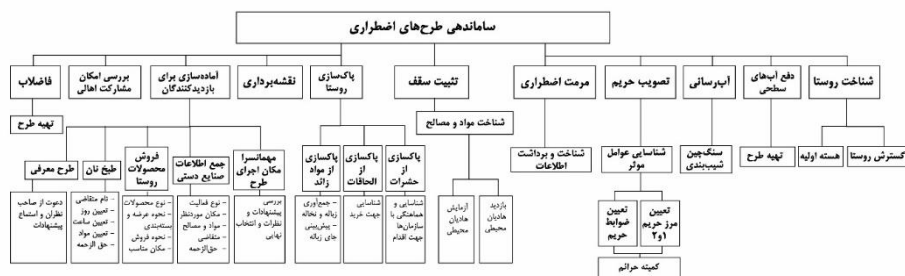 ساماندهی طرح‌های اضطراری
شناخت روستا
دفع آب‌های
سطحی
آب‌رسانی
تصویب حریم
مرمت اضطراری
تثبیت سقف
پاک‌سازی
روستا
نقشه‌برداری
آماده‌سازی برای
بازدیدکنندگان
بررسی امکان
مشارکت اهالی
فاضلاب
گسترش روستا
هسته اولیه
تهیه طرح
سنگ‌چین
شیب‌بندی
شناسایی عوامل
موثر
تعیین
مرز حریم
۱و۲
تعیین
ضوابط
حریم
کمیته حرائم
شناخت و برداشت
اطلاعات
شناخت مواد و مصالح
بازدید
هادیان
محیطی
آزمایش
هادیان
محیطی
پاکسازی
از
حشرات
شناسایی و
هماهنگی با
سازمان‌ها
جهت اقدام
پاکسازی
از
الحاقات
شناسایی
جهت خرید
پاکسازی
از مواد
زائد
- جمع‌آوری
زباله و نخاله
- پیش‌بینی
جای زباله
مهمانسرا
مکان اجرای
طرح
بررسی
پیشنهادات و
نظرات و انتخاب
نهایی
جمع اطلاعات
صنایع دستی
- نوع فعالیت
- مکان موردنظر
- مواد و مصالح
- متقاضی
- حق‌الزحمه
فروش
محصولات
روستا
- نوع محصولات
- نحوه عرضه و
بسته‌بندی
- نحوه فروش
- مکان مناسب
طبخ نان
- نام متقاضی
- تعیین روز
- تعیین ساعت
- تعیین مواد
- حق الزحمه
طرح معرفی
دعوت از صاحب
نظران و استماع
پیشنهادات
تهیه طرح